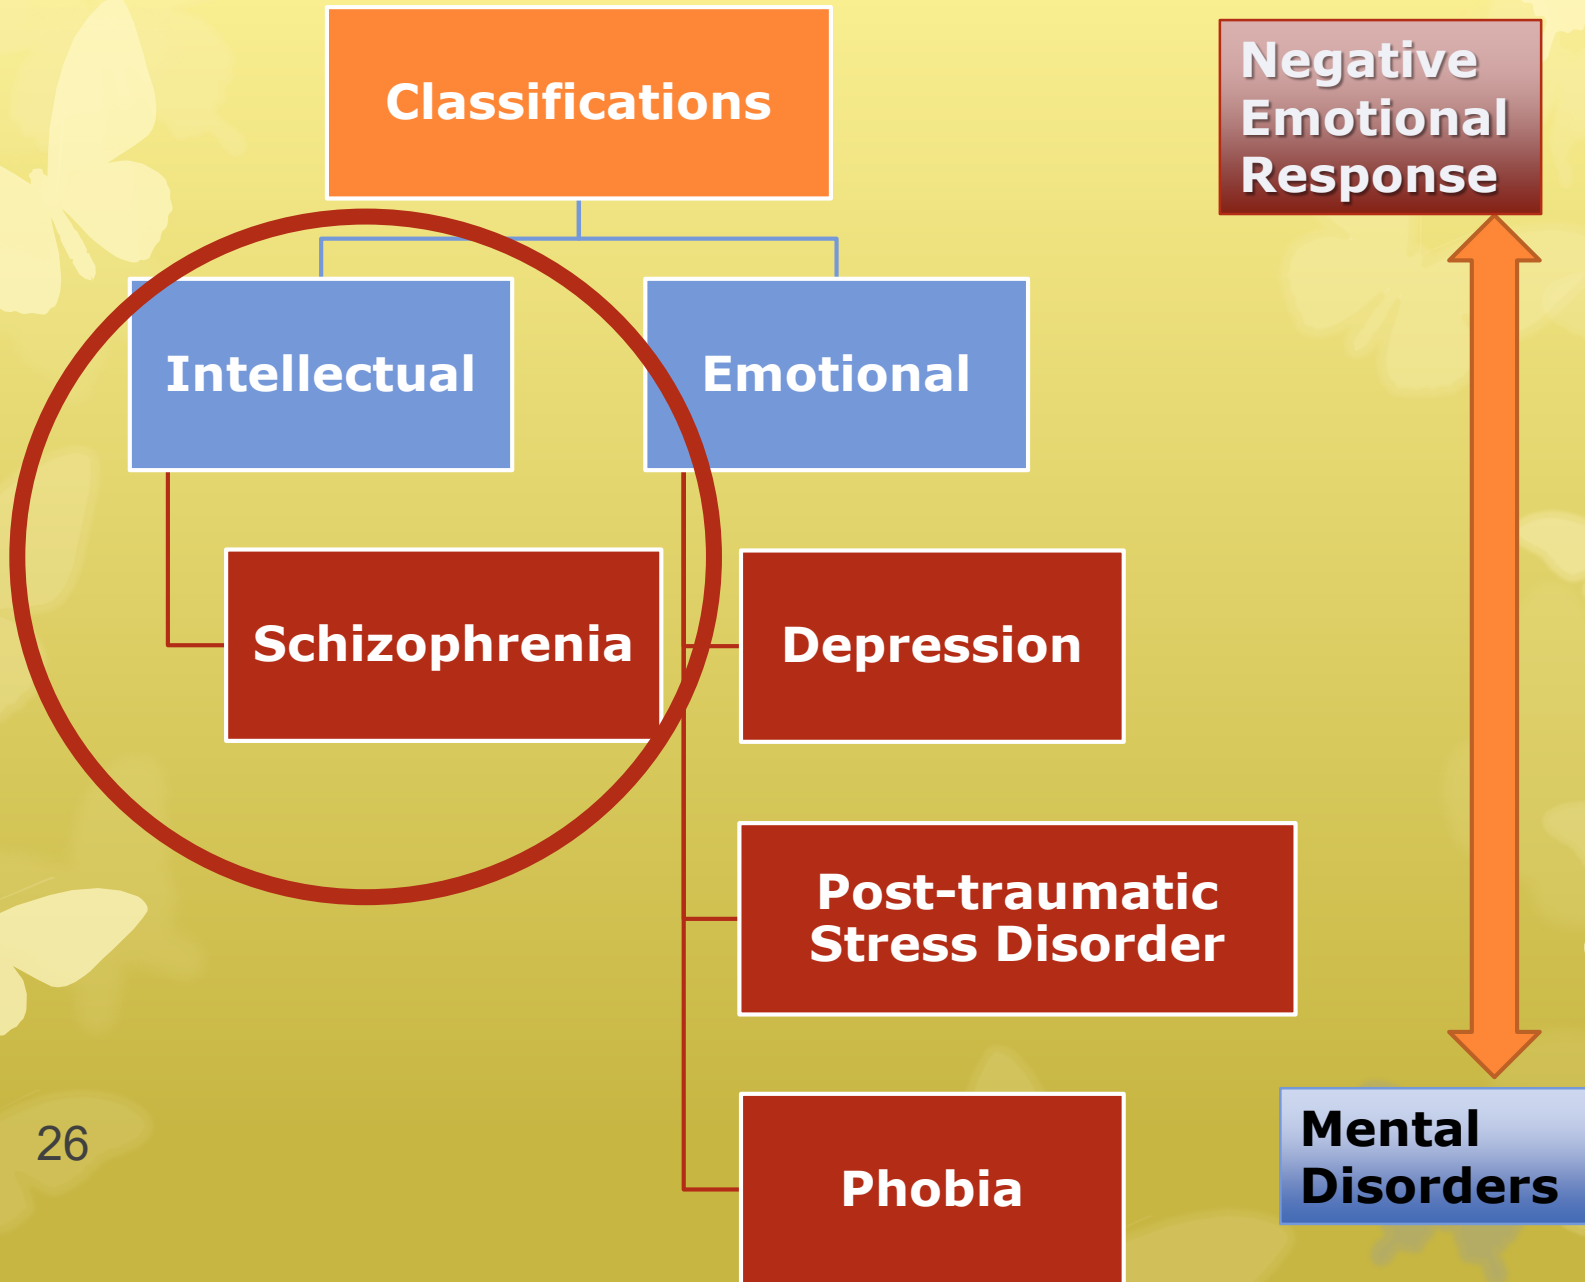 Classifications
Negative
Emotional
Response
Intellectual
Emotional
Schizophrenia
Depression
Post-traumatic
Stress Disorder
Phobia
Mental
Disorders
26